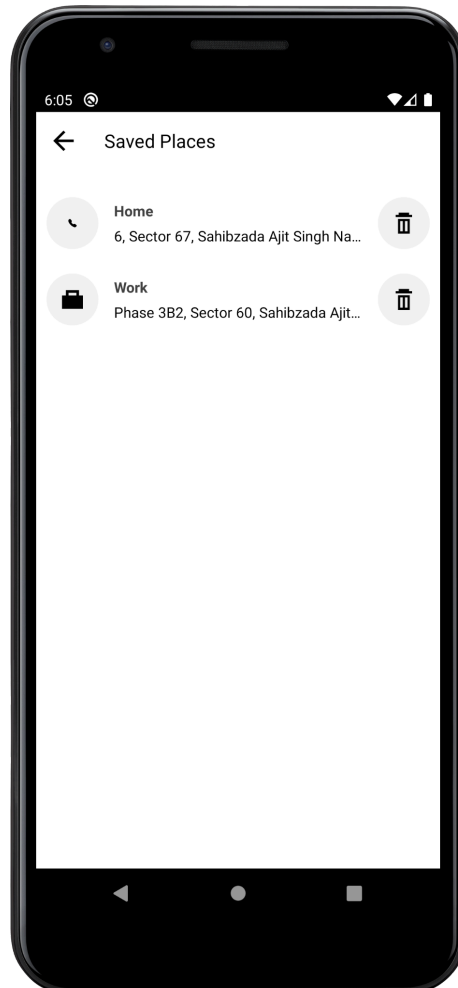 6:05
Saved Places
Home
6, Sector 67, Sahibzada Ajit Singh Na...
Work
Phase 3B2, Sector 60, Sahibzada Ajit...